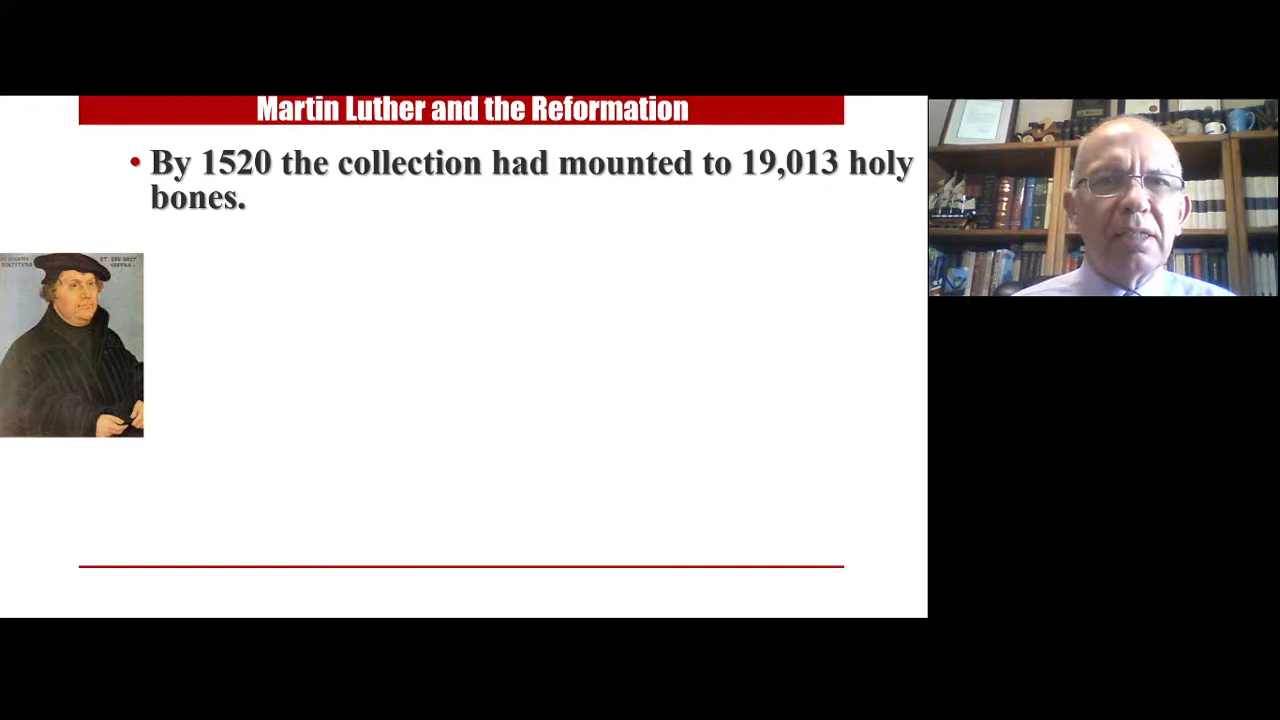 Martin Luther and the Reformation
• By 1520 the collection had mounted to 19,013 holy
bones.